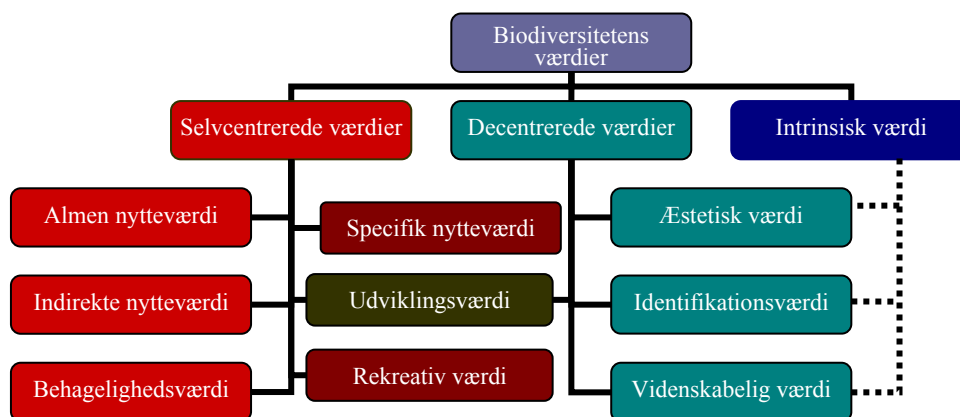 Biodiversitetens
værdier
Selvcentrerede værdier
Decentrerede værdier
Intrinsisk værdi
Almen nytteværdi
Specifik nytteværdi
Æstetisk værdi
Indirekte nytteværdi
Udviklingsværdi
Identifikationsværdi
Behagelighedsværdi
Rekreativ værdi
Videnskabelig værdi